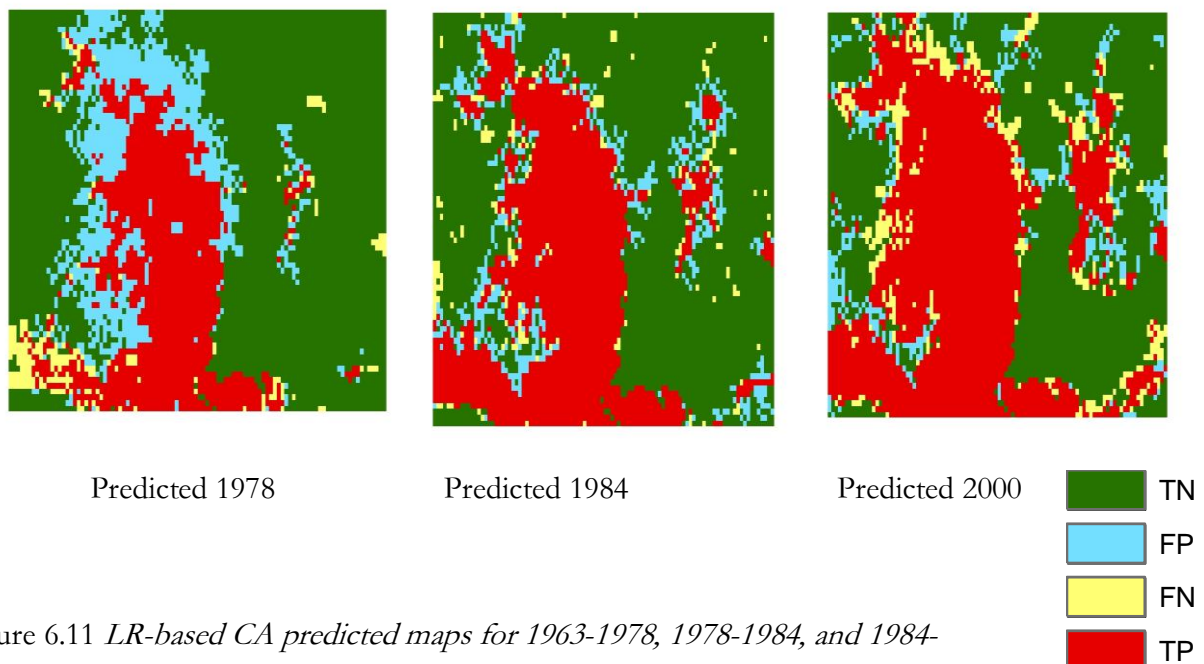 Predicted 1978 Predicted 1984 Predicted 2000
TN
FP
FN
TP
ure 6.11 LR-based CA predicted maps for 1963-1978, 1978-1984, and 1984-